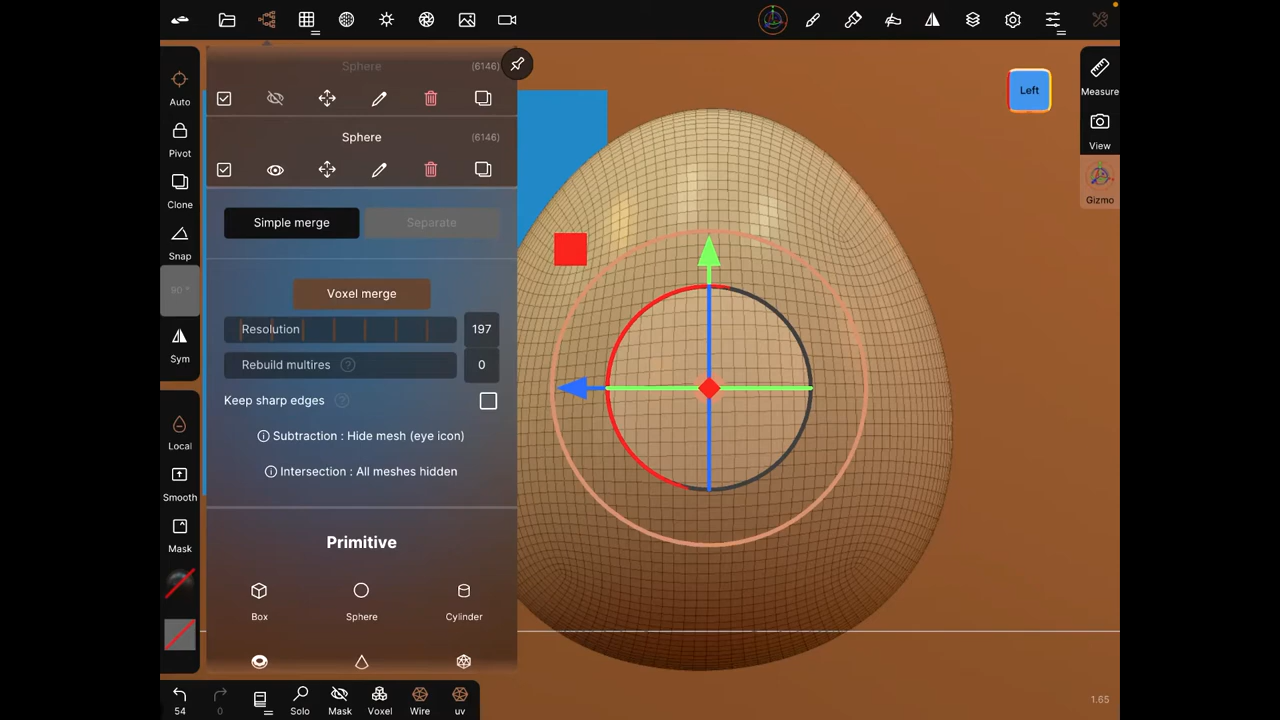 Sphere
(6146)
Sphere
(6146)
Simple merge
Separate
Voxel merge
Resolution
197
Rebuild multires ?
0
Keep sharp edges ?
Subtraction : Hide mesh (eye icon)
Intersection : All meshes hidden
Primitive
Box
Sphere
Cylinder
Auto
Pivot
Clone
Snap
90 °
Sym
Local
Smooth
Mask
54
0
Solo
Mask
Voxel
Wire
uv
Left
Measure
View
Gizmo
1.65